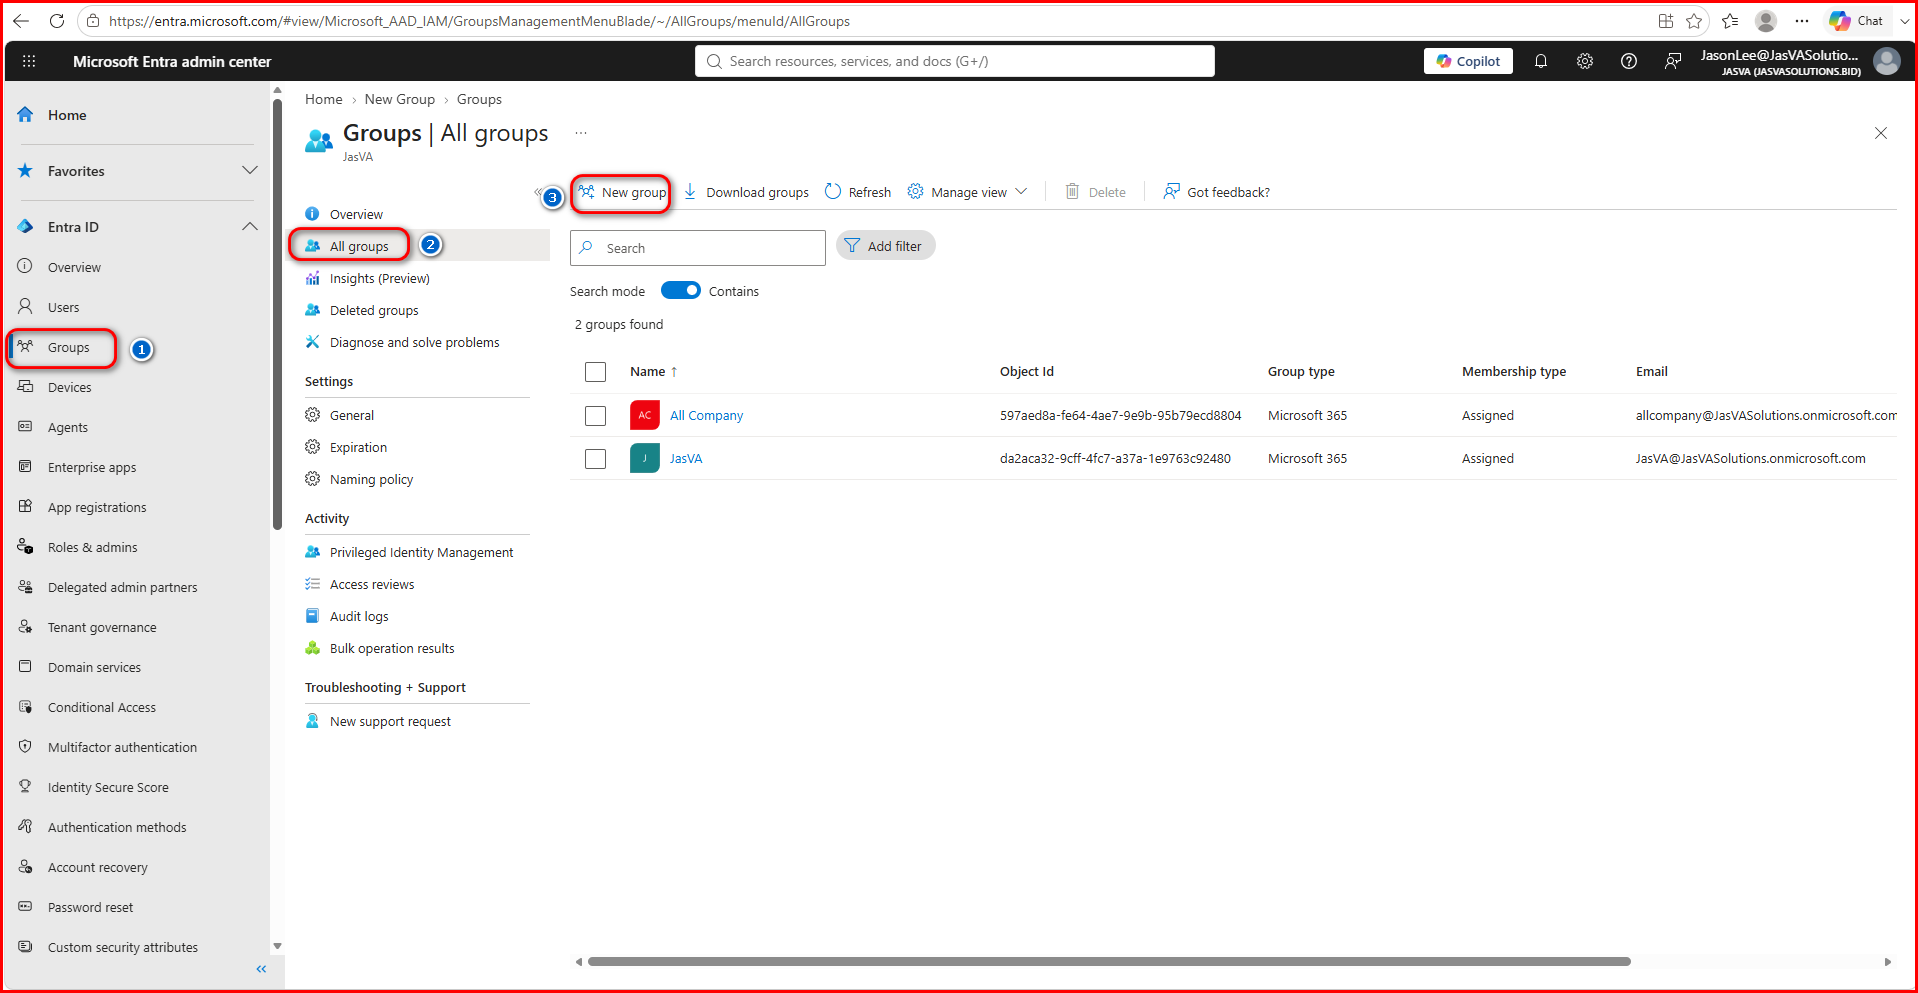 https://entra.microsoft.com/#view/Microsoft_AAD_IAM/GroupsManagementMenuBlade/~/AllGroups/menuId/AllGroups
Chat
Microsoft Entra admin center
Search resources, services, and docs (G+/)
Copilot
JasonLee@JasVASolutio...
JASVA (JASVASOLUTIONS.BID)
Home
Favorites
Entra ID
Overview
Users
Groups
1
Devices
Agents
Enterprise apps
App registrations
Roles & admins
Delegated admin partners
Tenant governance
Domain services
Conditional Access
Multifactor authentication
Identity Secure Score
Authentication methods
Account recovery
Password reset
Custom security attributes
Home > New Group > Groups
Groups | All groups
...
JasVA
Overview
All groups
2
Insights (Preview)
Deleted groups
Diagnose and solve problems
Settings
General
Expiration
Naming policy
Activity
Privileged Identity Management
Access reviews
Audit logs
Bulk operation results
Troubleshooting + Support
New support request
3
New group
Download groups
Refresh
Manage view
Delete
Got feedback?
Search
Add filter
Search mode
Contains
2 groups found
Name ↑ Object Id Group type Membership type Email
AC All Company 597aed8a-fe64-4ae7-9e9b-95b79ecd8804 Microsoft 365 Assigned allcompany@JasVASolutions.onmicrosoft.com
J JasVA da2aca32-9cff-4fc7-a37a-1e9763c92480 Microsoft 365 Assigned JasVA@JasVASolutions.onmicrosoft.com